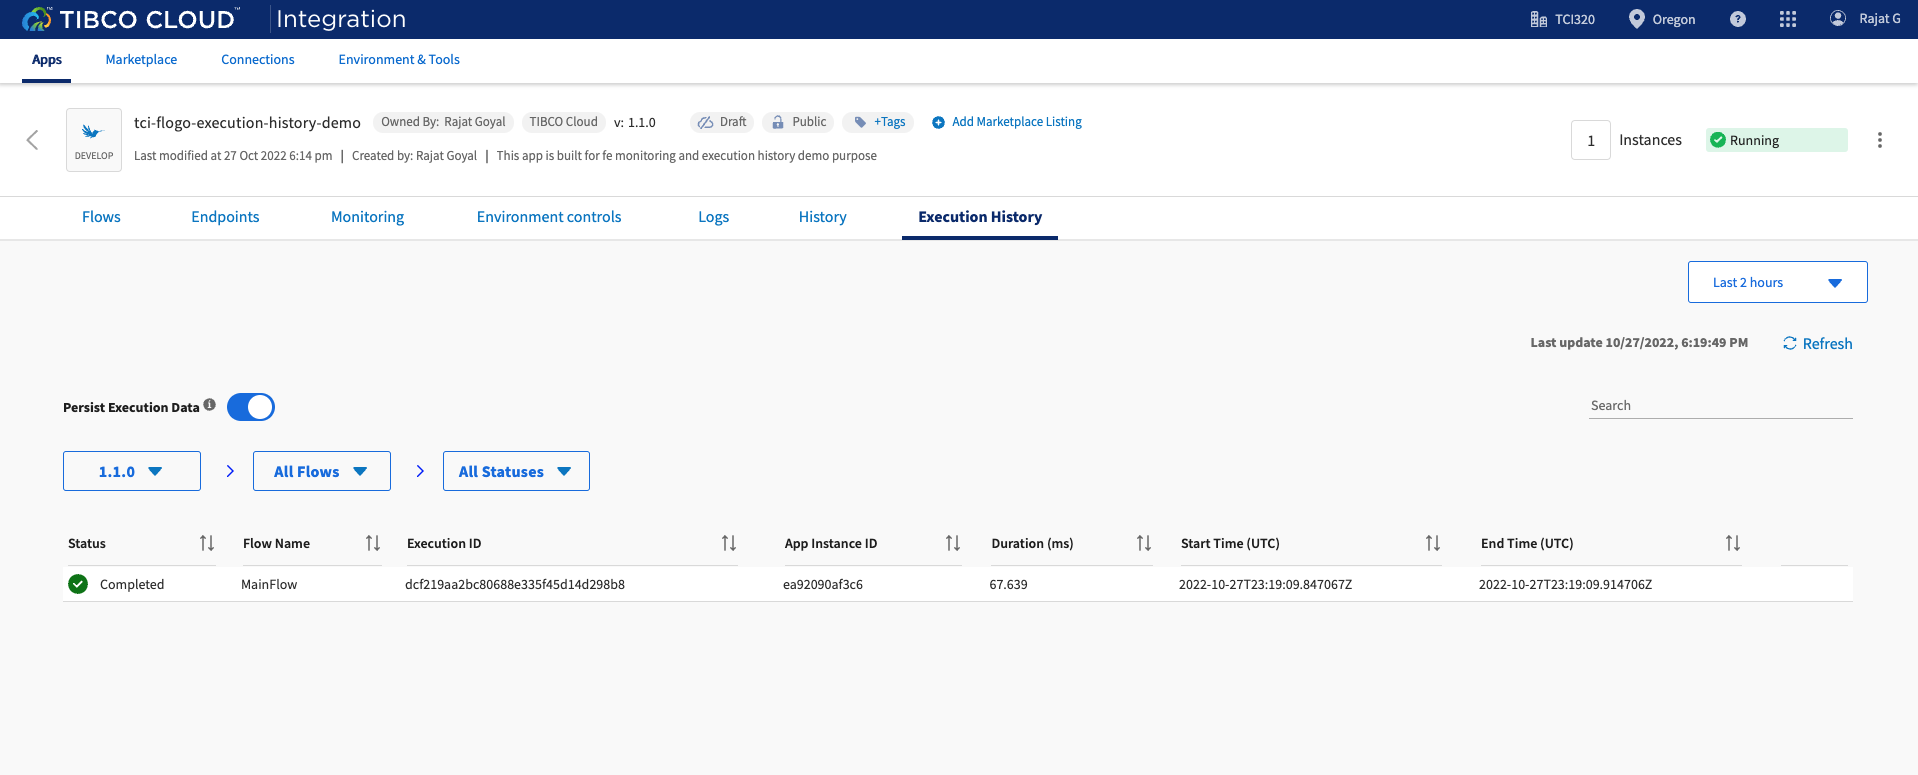 TIBCO CLOUD™ Integration TCI320 Oregon ? Rajat G
Apps Marketplace Connections Environment & Tools
tci-flogo-execution-history-demo Owned By: Rajat Goyal TIBCO Cloud v: 1.1.0 Draft Public +Tags Add Marketplace Listing
1 Instances Running
DEVELOP
Last modified at 27 Oct 2022 6:14 pm | Created by: Rajat Goyal | This app is built for fe monitoring and execution history demo purpose
Flows Endpoints Monitoring Environment controls Logs History Execution History
Last 2 hours
Last update 10/27/2022, 6:19:49 PM Refresh
Persist Execution Data Search
1.1.0 > All Flows > All Statuses
Status Flow Name Execution ID App Instance ID Duration (ms) Start Time (UTC) End Time (UTC)
Completed MainFlow dcf219aa2bc80688e335f45d14d298b8 ea92090af3c6 67.639 2022-10-27T23:19:09.847067Z 2022-10-27T23:19:09.914706Z